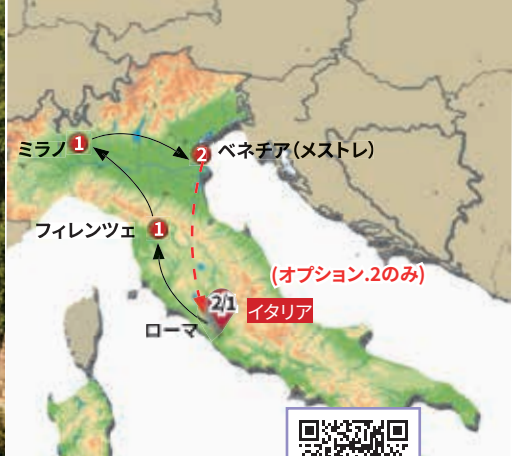 ミラノ 1
2 ベネチア(メストレ)
フィレンツェ 1
(オプション.2のみ)
2/1
イタリア
ローマ